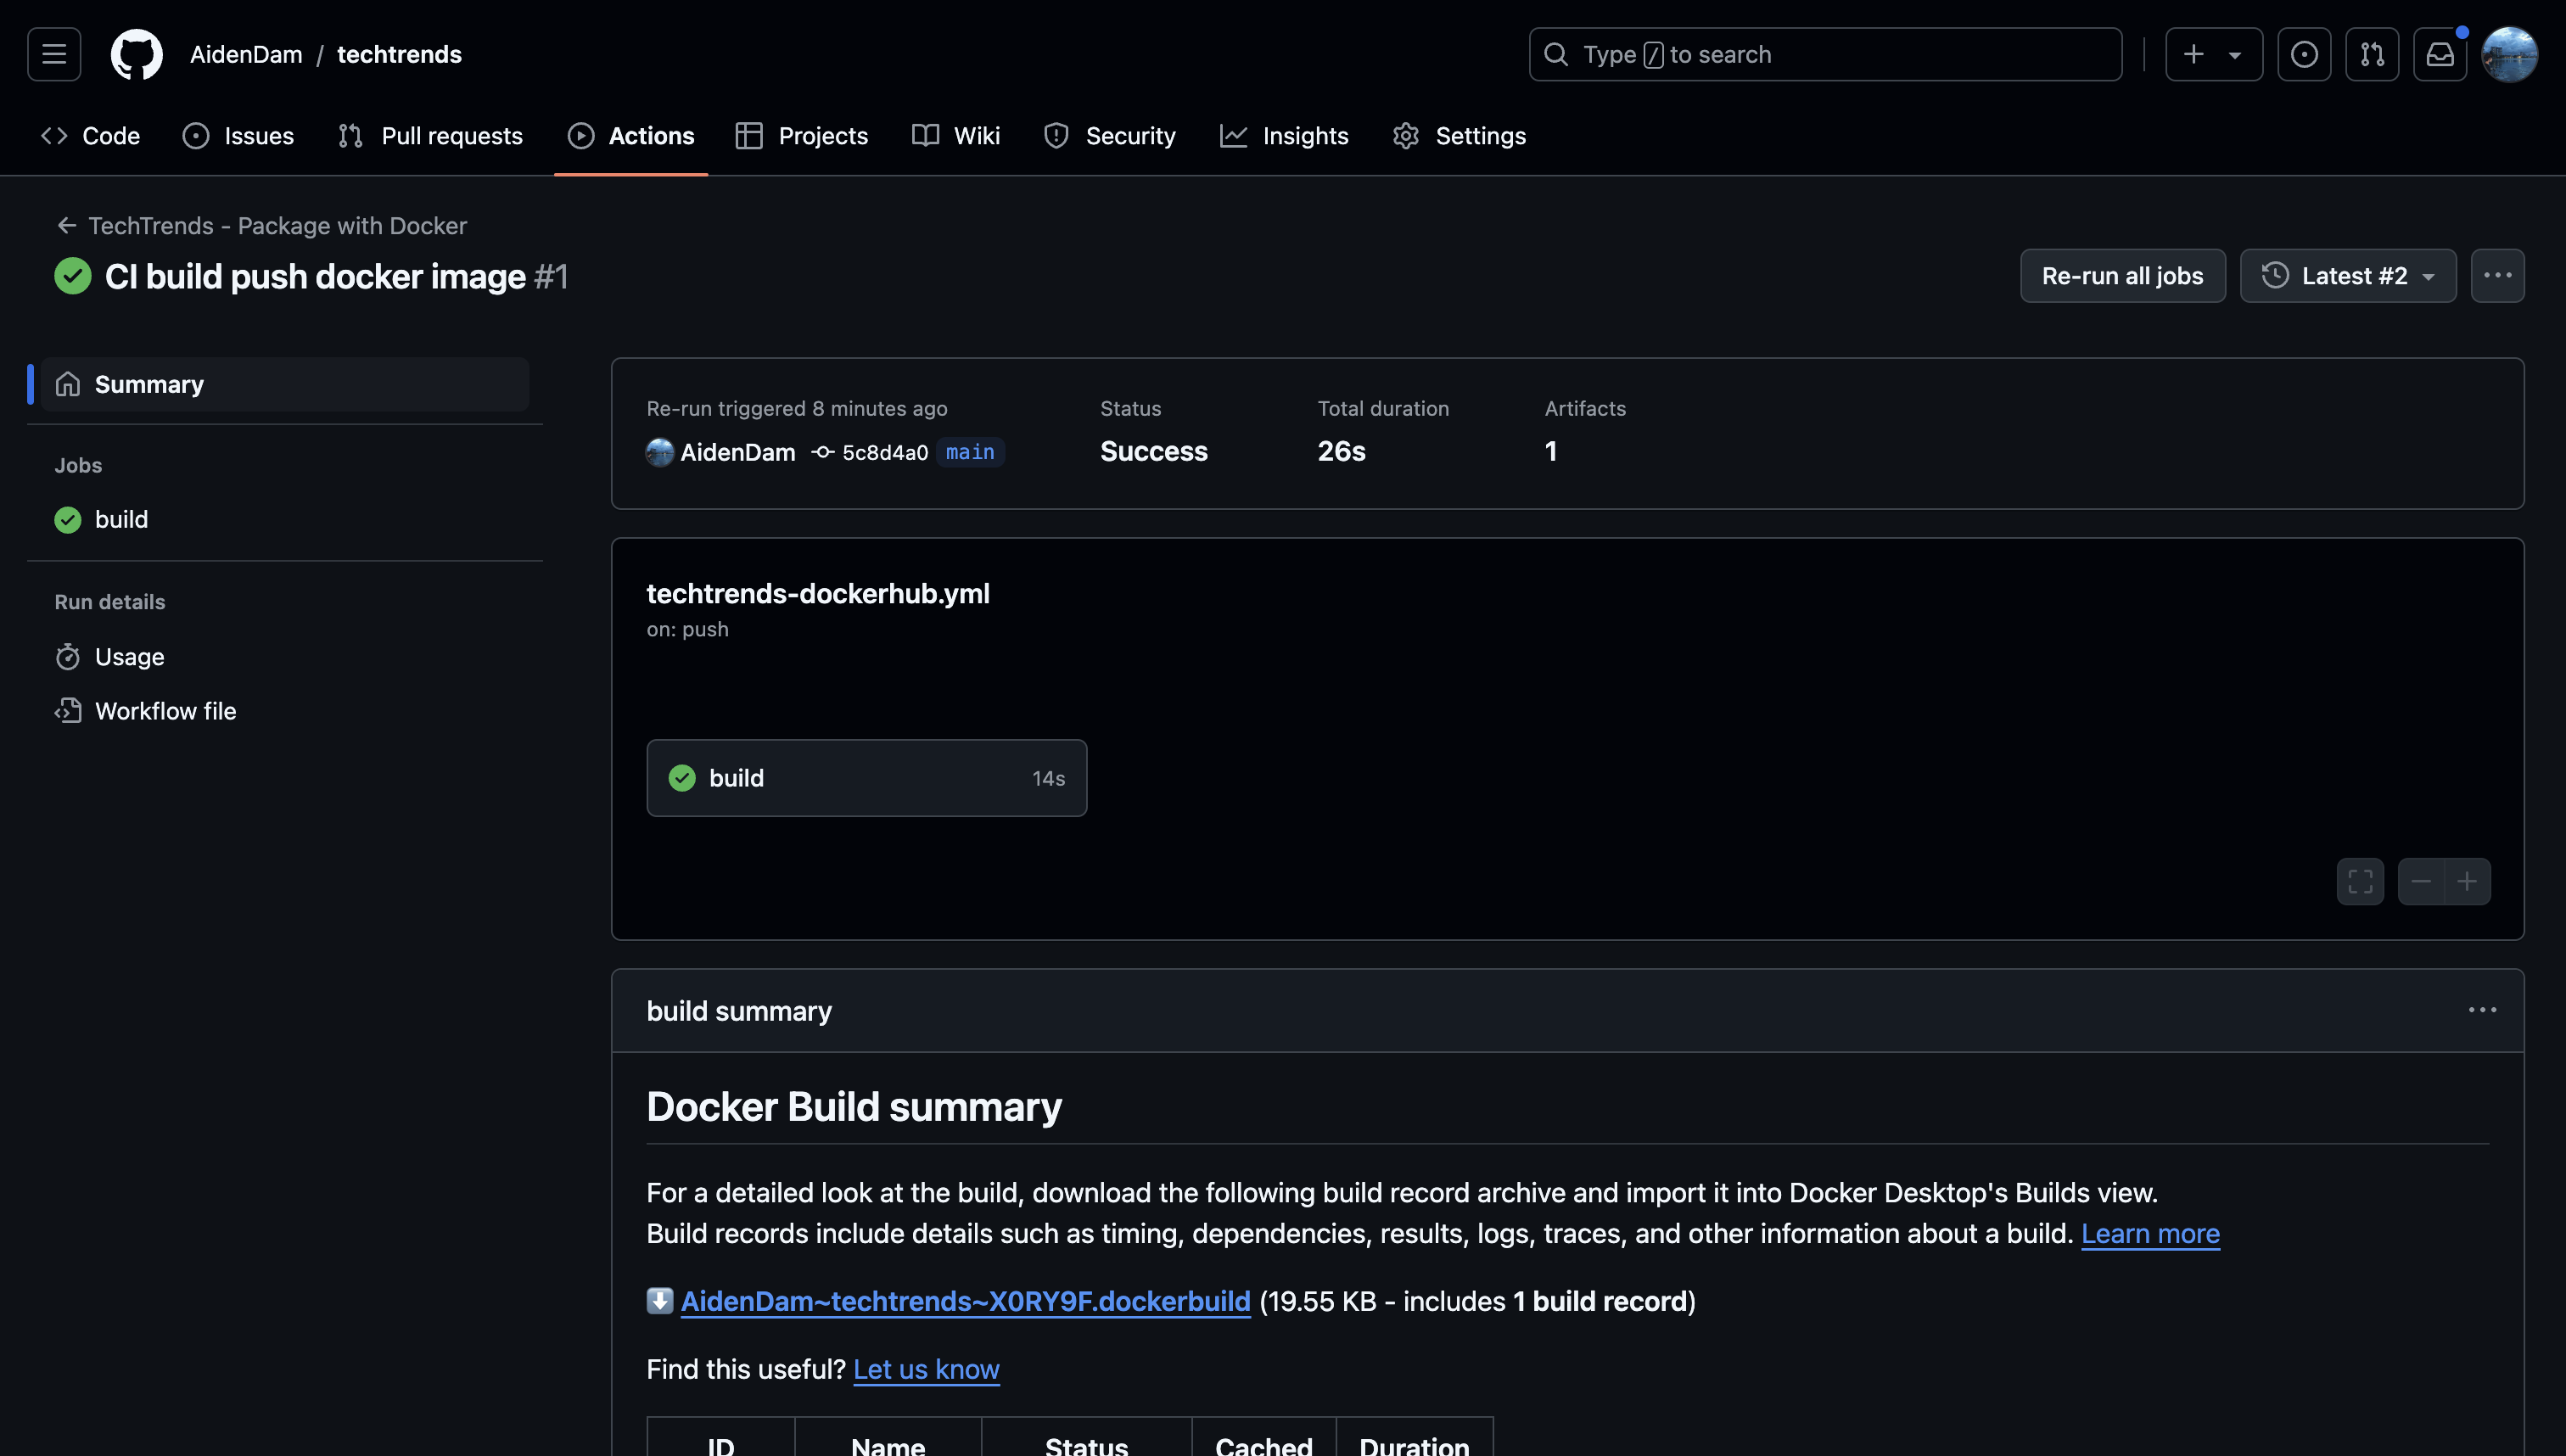 AidenDam / techtrends
Type / to search
Code Issues Pull requests Actions Projects Wiki Security Insights Settings
TechTrends - Package with Docker
CI build push docker image #1
Re-run all jobs Latest #2
Summary
Jobs
build
Run details
Usage
Workflow file
Re-run triggered 8 minutes ago Status Total duration Artifacts
AidenDam 5c8d4a0 main Success 26s 1
techtrends-dockerhub.yml
on: push
build 14s
build summary
Docker Build summary
For a detailed look at the build, download the following build record archive and import it into Docker Desktop's Builds view.
Build records include details such as timing, dependencies, results, logs, traces, and other information about a build. Learn more
AidenDam~techtrends~X0RY9F.dockerbuild (19.55 KB - includes 1 build record)
Find this useful? Let us know
ID Name Status Cached Duration